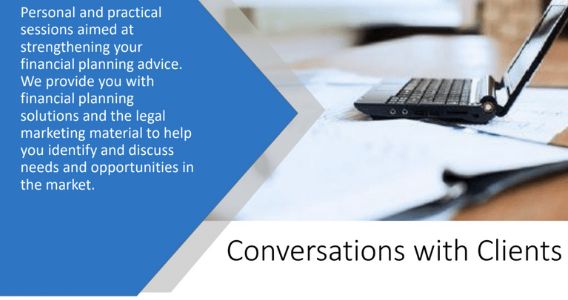 Personal and practical
sessions aimed at
strengthening your
financial planning advice.
We provide you with
financial planning
solutions and the legal
marketing material to help
you identify and discuss
needs and opportunities in
the market.
Conversations with Clients